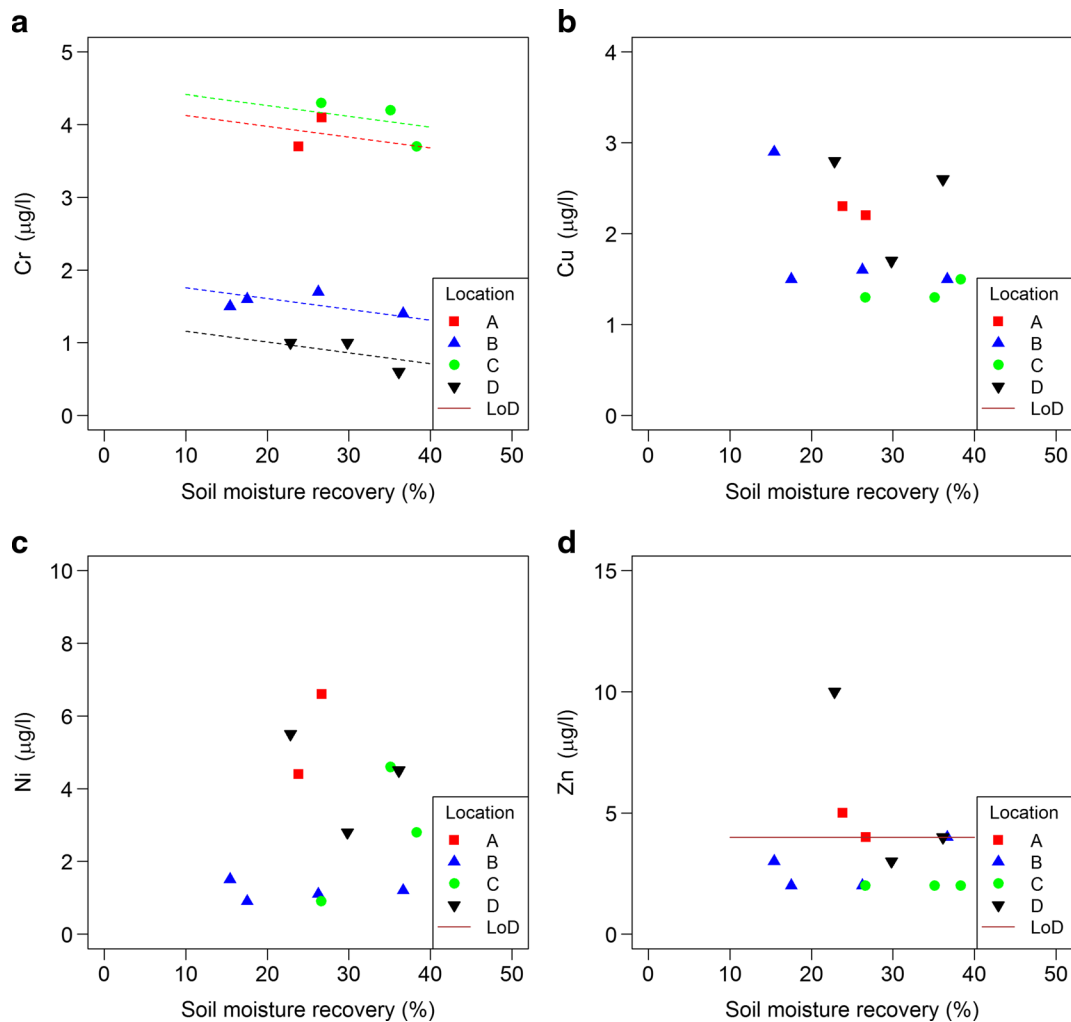 a
5
4
3
2
1
0
Cr (µg/l)
0 10 20 30 40 50
Soil moisture recovery (%)
Location
A
B
C
D
LoD
b
4
3
2
1
0
Cu (µg/l)
0 10 20 30 40 50
Soil moisture recovery (%)
Location
A
B
C
D
LoD
c
10
8
6
4
2
0
Ni (µg/l)
0 10 20 30 40 50
Soil moisture recovery (%)
Location
A
B
C
D
LoD
d
15
10
5
0
Zn (µg/l)
0 10 20 30 40 50
Soil moisture recovery (%)
Location
A
B
C
D
LoD